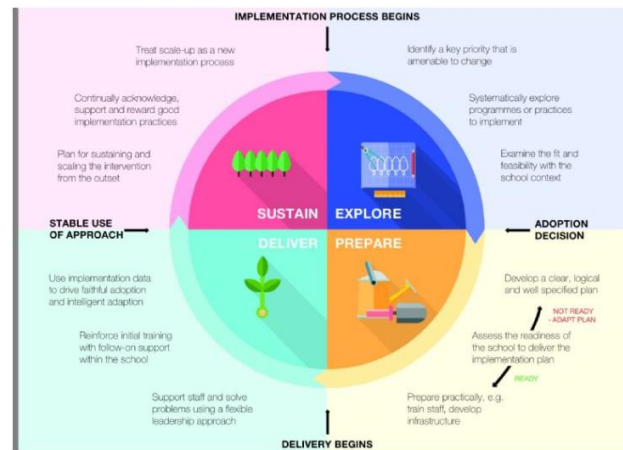 IMPLEMENTATION PROCESS BEGINS
Treat scale-up as a new
implementation process
Continually acknowledge,
support and reward good
implementation practices
Plan for sustaining and
scaling the intervention
from the outset
Identify a key priority that is
amenable to change
Systematically explore
programmes or practices
to implement
Examine the fit and
feasibility with the
school context
SUSTAIN
EXPLORE
DELIVER
PREPARE
STABLE USE
OF APPROACH
ADOPTION
DECISION
Use implementation data
to drive faithful adoption
and intelligent adaption
Reinforce initial training
with follow-on support
within the school
Support staff and solve
problems using a flexible
leadership approach
Develop a clear, logical
and well specified plan
NOT READY
- ADAPT PLAN
Assess the readiness of
the school to deliver the
implementation plan
READY
Prepare practically, e.g.
train staff, develop
infrastructure
DELIVERY BEGINS